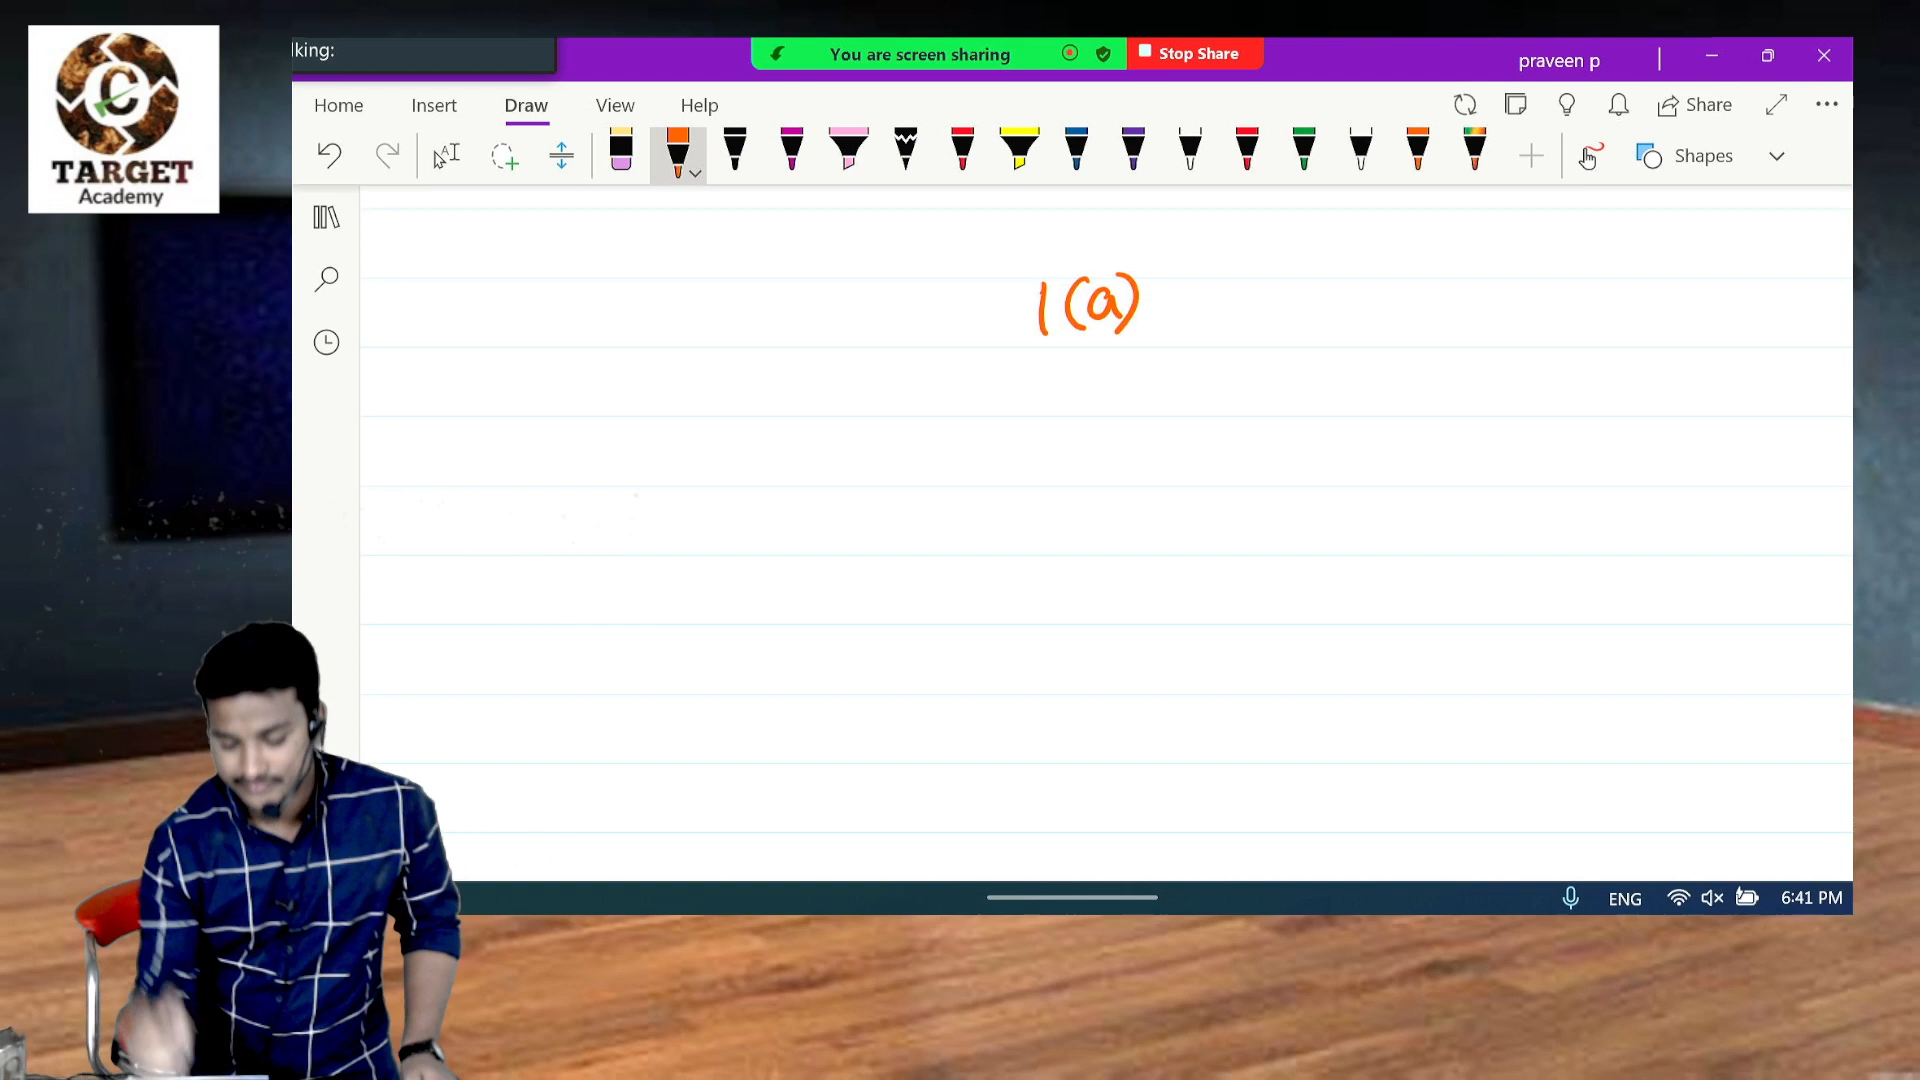 TARGET
Academy
lking:
You are screen sharing
Stop Share
praveen p
Home Insert Draw View Help
Share
Shapes
1(a)
ENG 6:41 PM